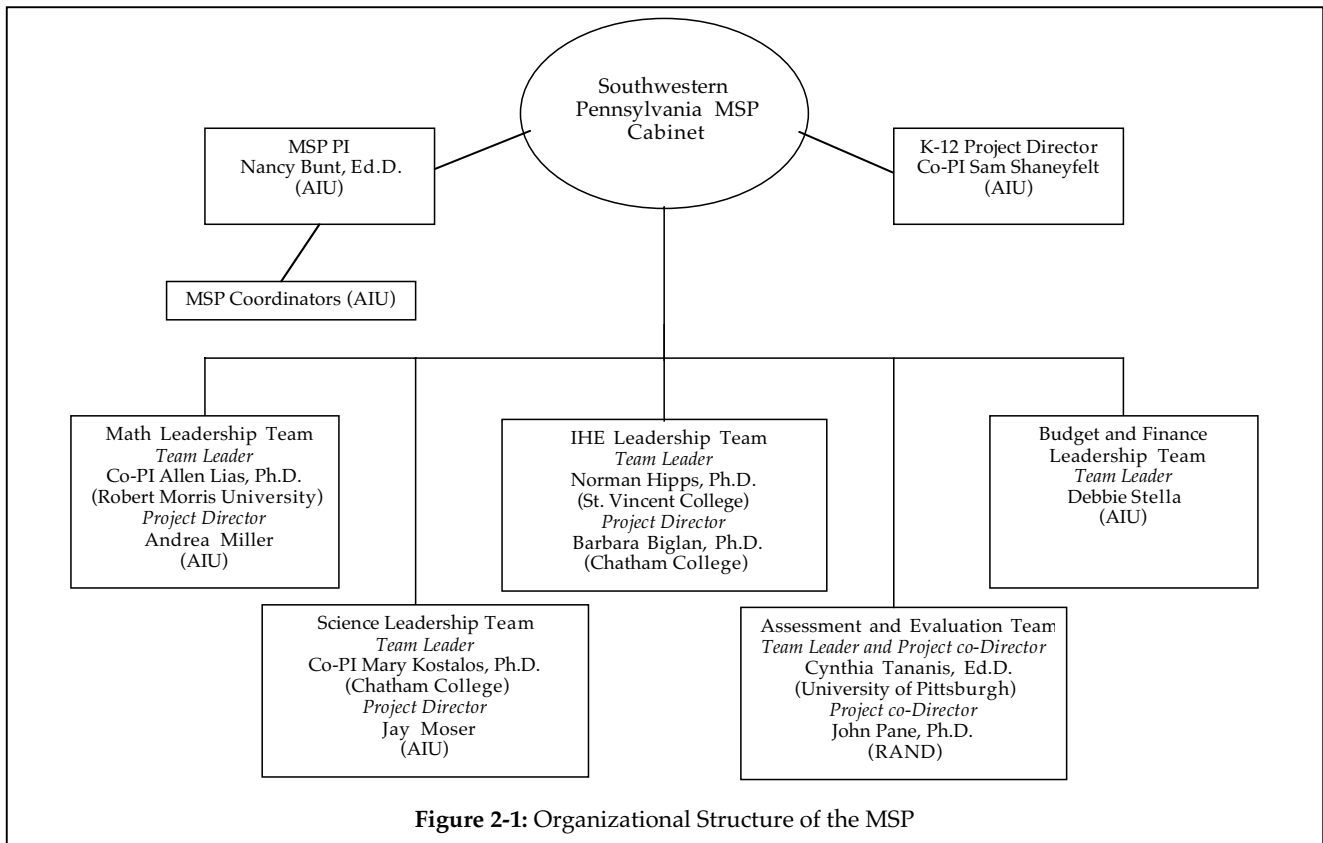 Southwestern
Pennsylvania MSP
Cabinet
MSP PI
Nancy Bunt, Ed.D.
(AIU)
K-12 Project Director
Co-PI Sam Shaneyfelt
(AIU)
MSP Coordinators (AIU)
Math Leadership Team
Team Leader
Co-PI Allen Lias, Ph.D.
(Robert Morris University)
Project Director
Andrea Miller
(AIU)
IHE Leadership Team
Team Leader
Norman Hipps, Ph.D.
(St. Vincent College)
Project Director
Barbara Biglan, Ph.D.
(Chatham College)
Budget and Finance
Leadership Team
Team Leader
Debbie Stella
(AIU)
Science Leadership Team
Team Leader
Co-PI Mary Kostalos, Ph.D.
(Chatham College)
Project Director
Jay Moser
(AIU)
Assessment and Evaluation Team
Team Leader and Project co-Director
Cynthia Tananis, Ed.D.
(University of Pittsburgh)
Project co-Director
John Pane, Ph.D.
(RAND)
Figure 2-1: Organizational Structure of the MSP